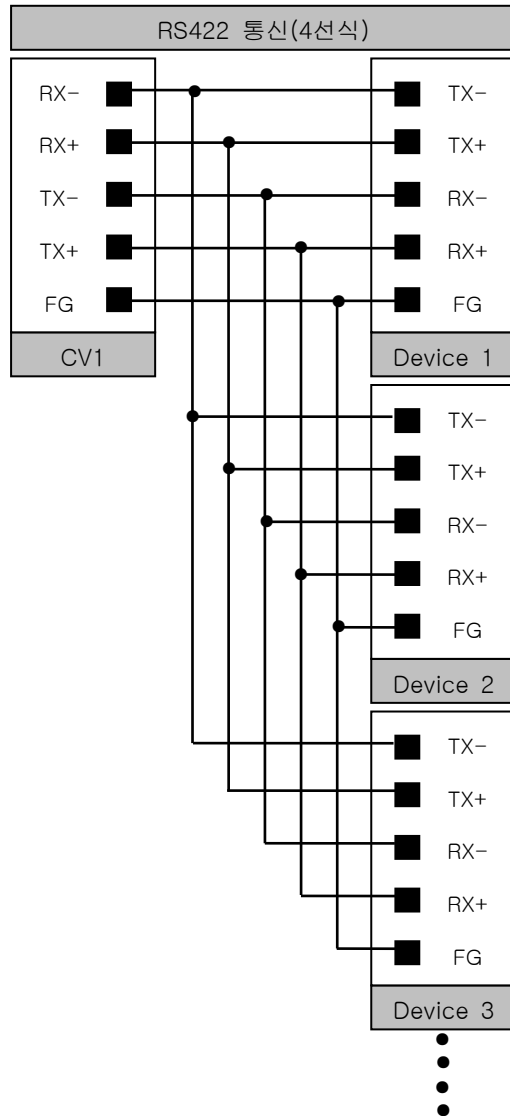 RS422 통신(4선식)
RX-
RX+
TX-
TX+
FG
CV1
TX-
TX+
RX-
RX+
FG
Device 1
TX-
TX+
RX-
RX+
FG
Device 2
TX-
TX+
RX-
RX+
FG
Device 3